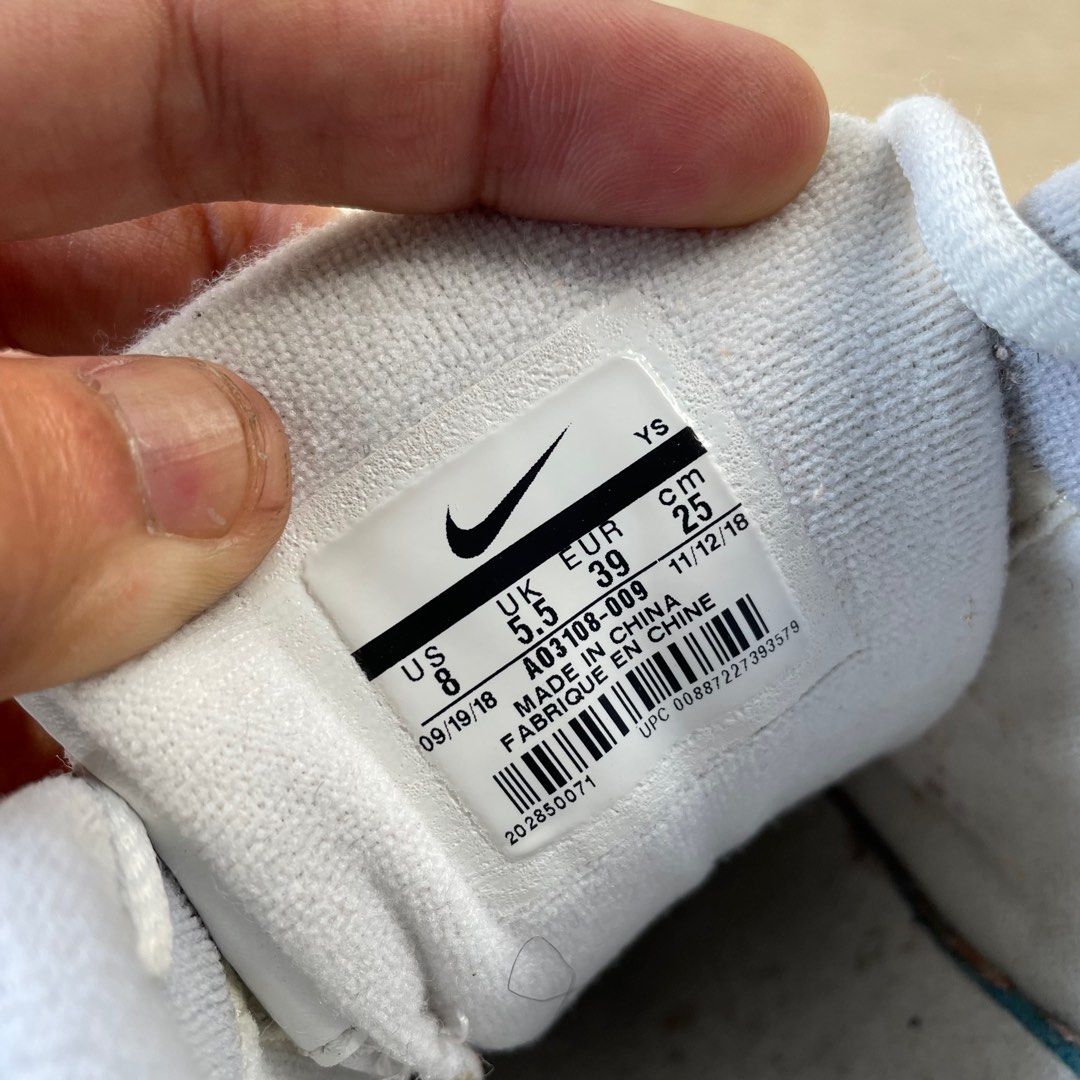 YS
US UK EUR cm
8 5.5 39 25
09/19/18 AO3108-009 11/12/18
MADE IN CHINA
FABRIQUE EN CHINE
UPC 00887227393579
202850071